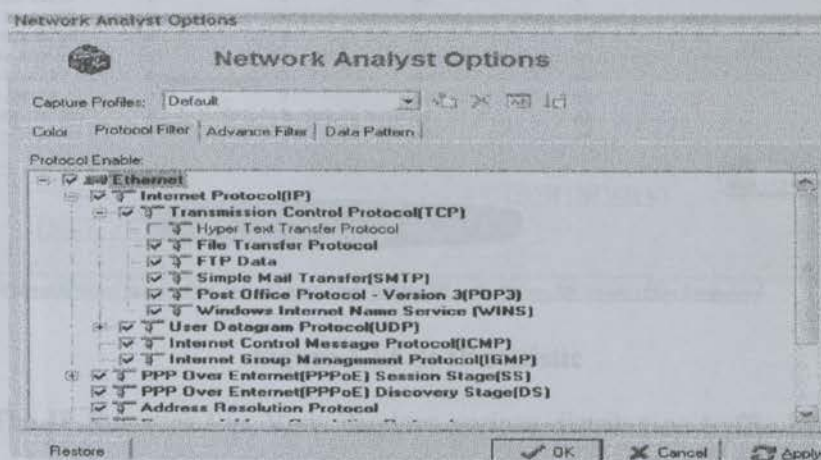 Network Analyst Options
Network Analyst Options
Capture Profiles: Default
Color Protocol Filter Advance Filter Data Pattern
Protocol Enable:
Ethernet
Internet Protocol(IP)
Transmission Control Protocol(TCP)
Hyper Text Transfer Protocol
File Transfer Protocol
FTP Data
Simple Mail Transfer(SMTP)
Post Office Protocol - Version 3(POP3)
Windows Internet Name Service (WINS)
User Datagram Protocol(UDP)
Internet Control Message Protocol(ICMP)
Internet Group Management Protocol(IGMP)
PPP Over Enternet(PPPoE) Session Stage(SS)
PPP Over Enternet(PPPoE) Discovery Stage(DS)
Address Resolution Protocol
Restore OK Cancel Apply